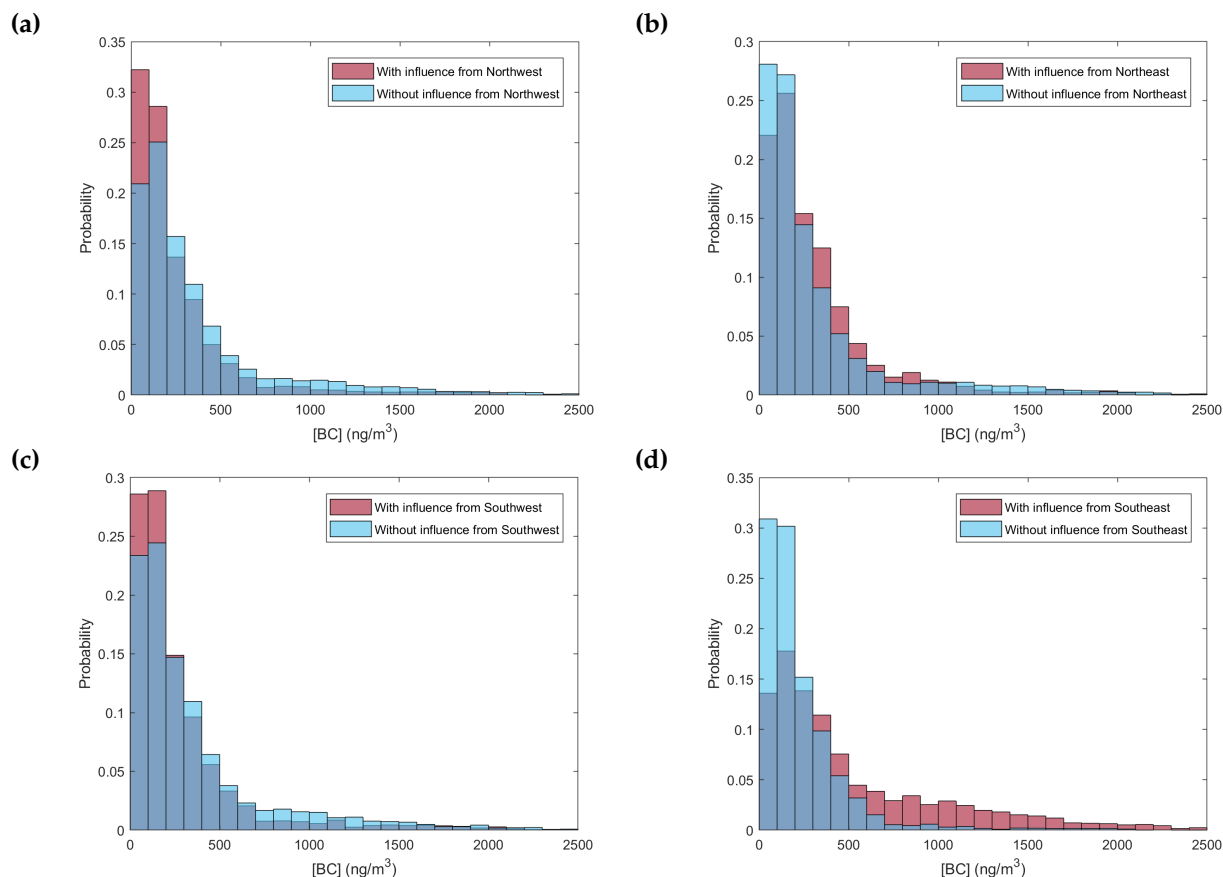 (a)
0.35
0.3
0.25
0.2
0.15
0.1
0.05
0
Probability
With influence from Northwest
Without influence from Northwest
0 500 1000 1500 2000 2500
[BC] (ng/m³)
(b)
0.3
0.25
0.2
0.15
0.1
0.05
0
Probability
With influence from Northeast
Without influence from Northeast
0 500 1000 1500 2000 2500
[BC] (ng/m³)
(c)
0.3
0.25
0.2
0.15
0.1
0.05
0
Probability
With influence from Southwest
Without influence from Southwest
0 500 1000 1500 2000 2500
[BC] (ng/m³)
(d)
0.35
0.3
0.25
0.2
0.15
0.1
0.05
0
Probability
With influence from Southeast
Without influence from Southeast
0 500 1000 1500 2000 2500
[BC] (ng/m³)